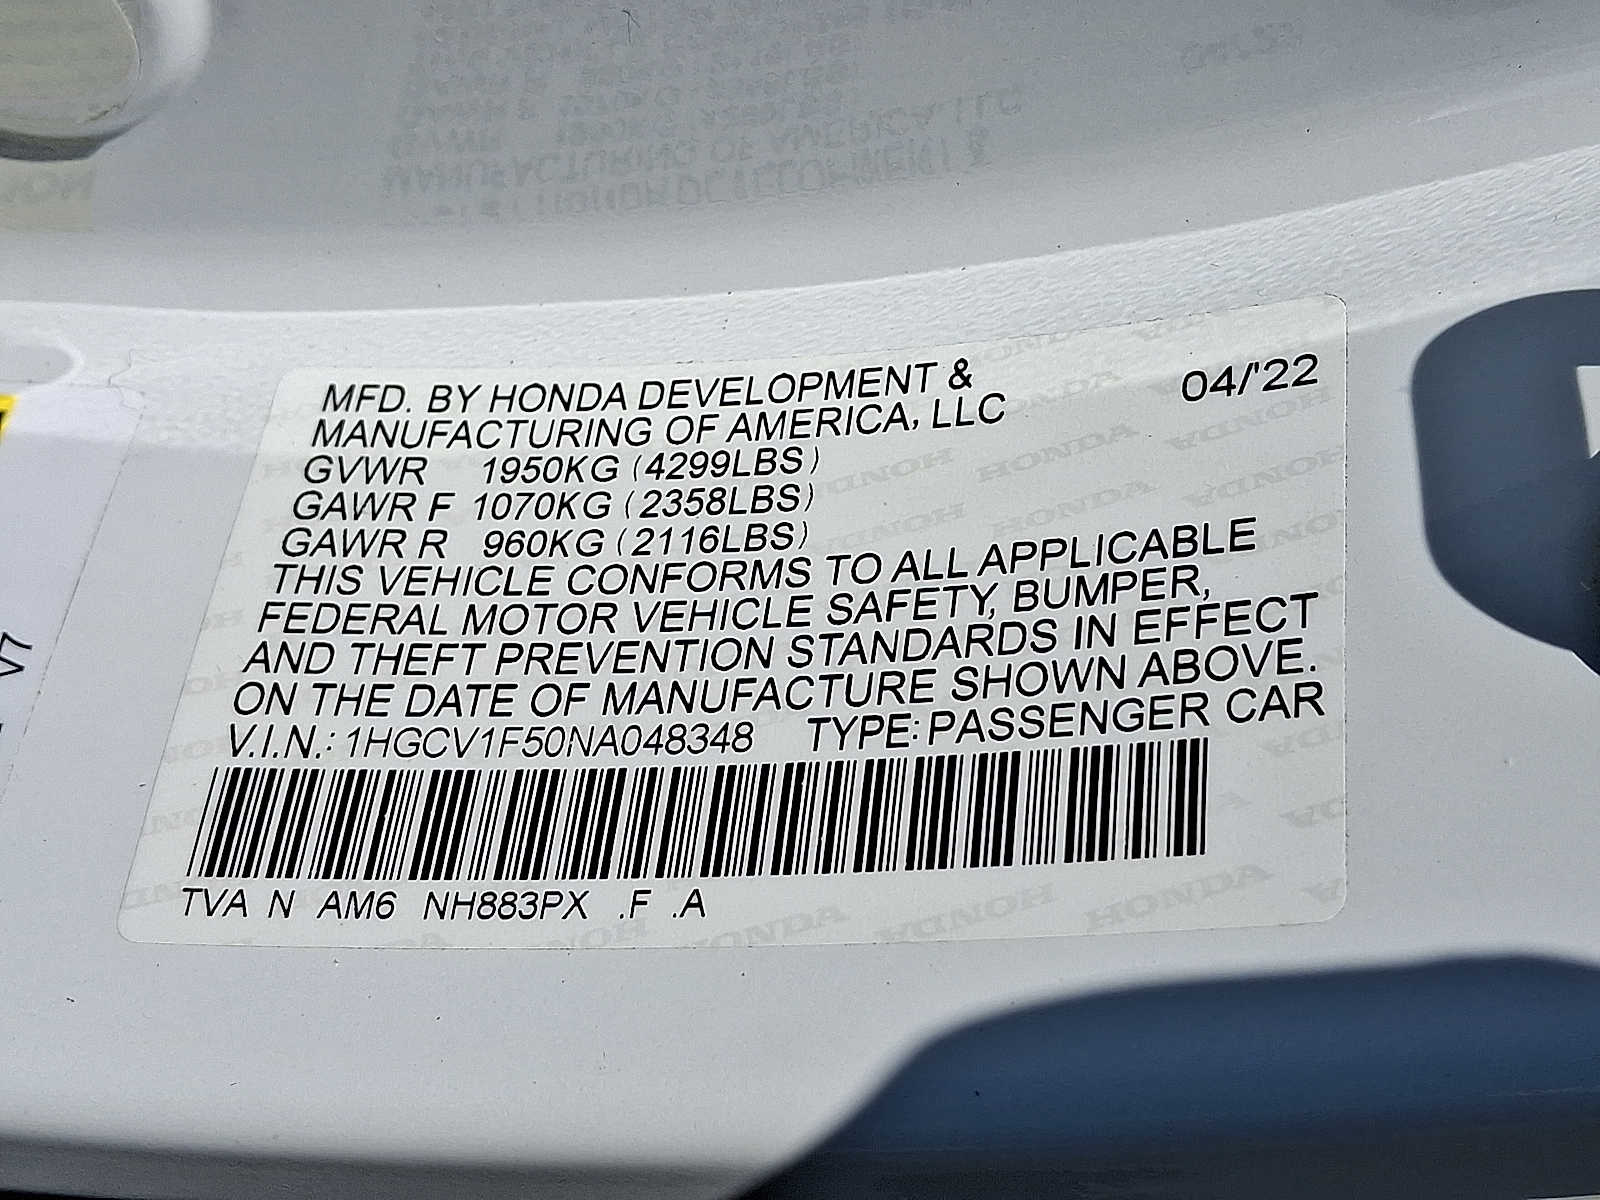 MFD. BY HONDA DEVELOPMENT & 04/'22
MANUFACTURING OF AMERICA, LLC
GVWR 1950KG (4299LBS)
GAWR F 1070KG (2358LBS)
GAWR R 960KG (2116LBS)
THIS VEHICLE CONFORMS TO ALL APPLICABLE
FEDERAL MOTOR VEHICLE SAFETY, BUMPER,
AND THEFT PREVENTION STANDARDS IN EFFECT
ON THE DATE OF MANUFACTURE SHOWN ABOVE.
V.I.N.: 1HGCV1F50NA048348 TYPE: PASSENGER CAR
TVA N AM6 NH883PX .F .A